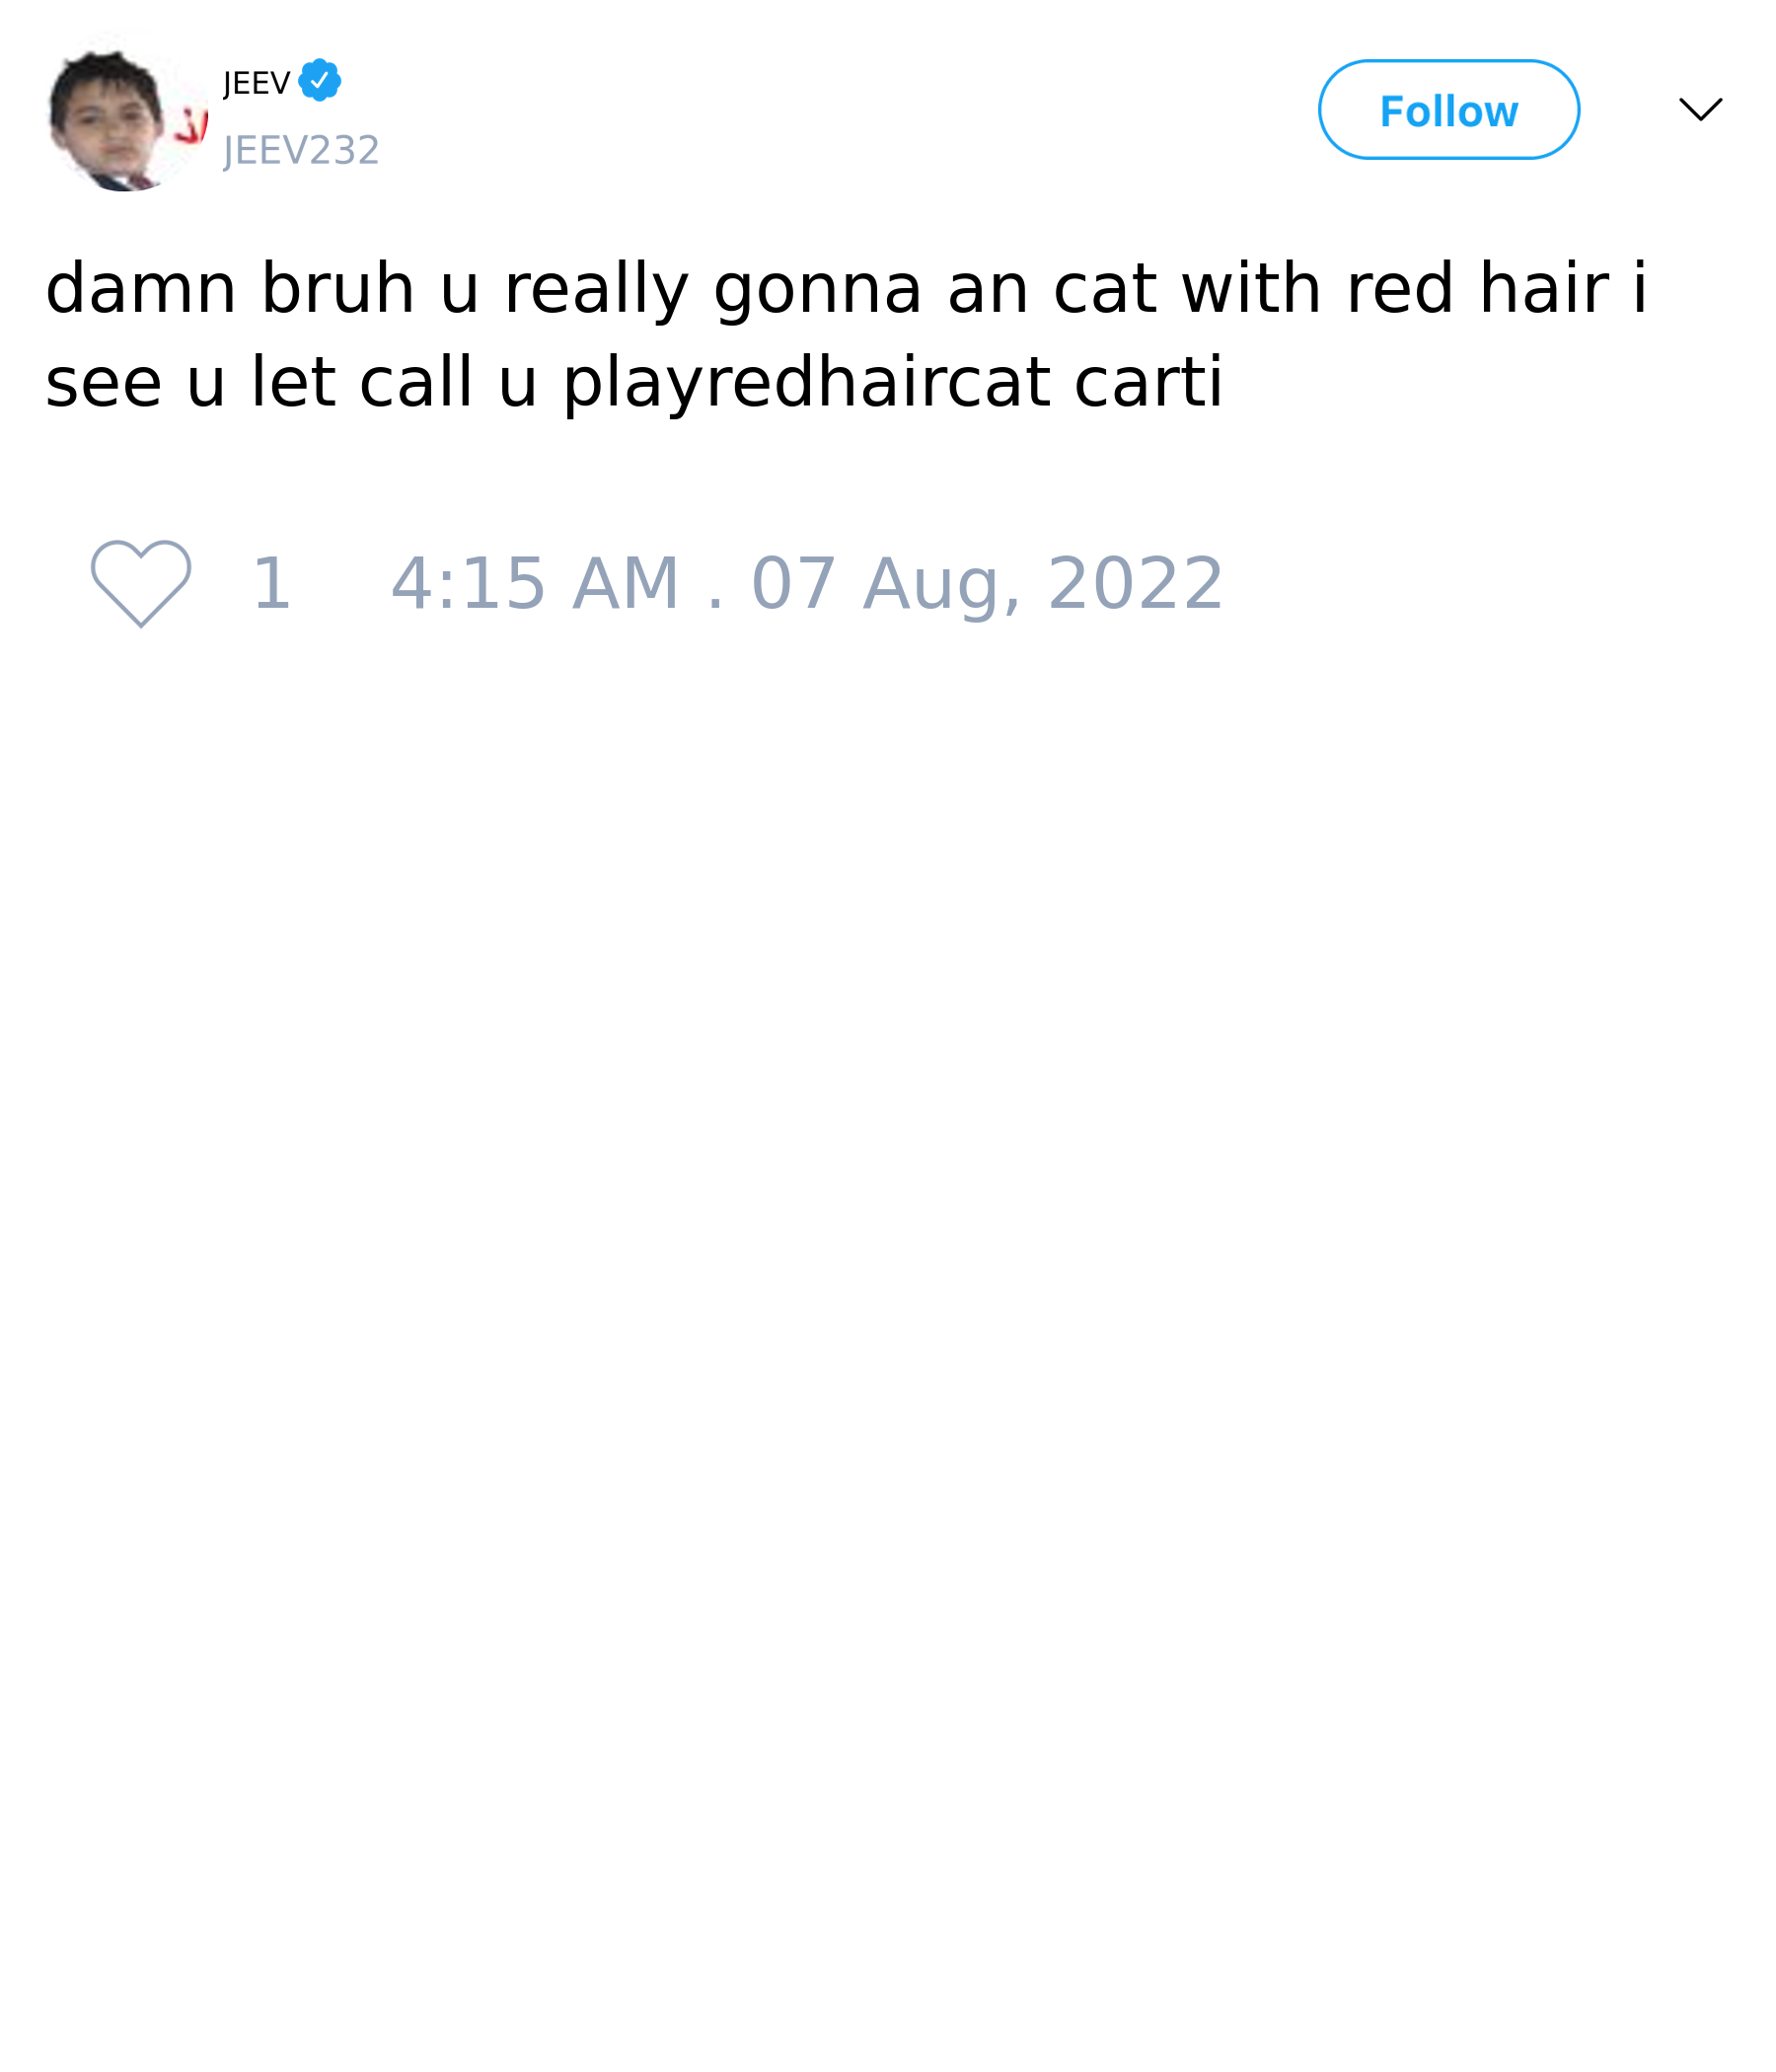 JEEV
JEEV232
Follow
damn bruh u really gonna an cat with red hair i
see u let call u playredhaircat carti
1 4:15 AM . 07 Aug, 2022